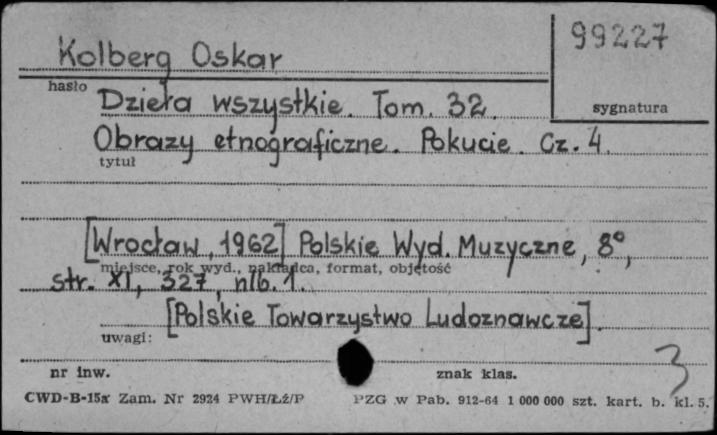 99227
Kolberg Oskar
hasło
Dzieła wszystkie. Tom. 32.
sygnatura
Obrazy etnograficzne. Pokucie. Cz. 4.
tytuł
[Wrocław, 1962] Polskie Wyd. Muzyczne, 8°,
miejsce, rok wyd., nakładca, format, objętość
str. XI, 327, nlb. 1.
[Polskie Towarzystwo Ludoznawcze].
uwagi:
3
nr inw. znak klas.
CWD-B-15a Zam. Nr 2924 PWH/Łź/P PZG w Pab. 912-64 1 000 000 szt. kart. b. kl. 5.